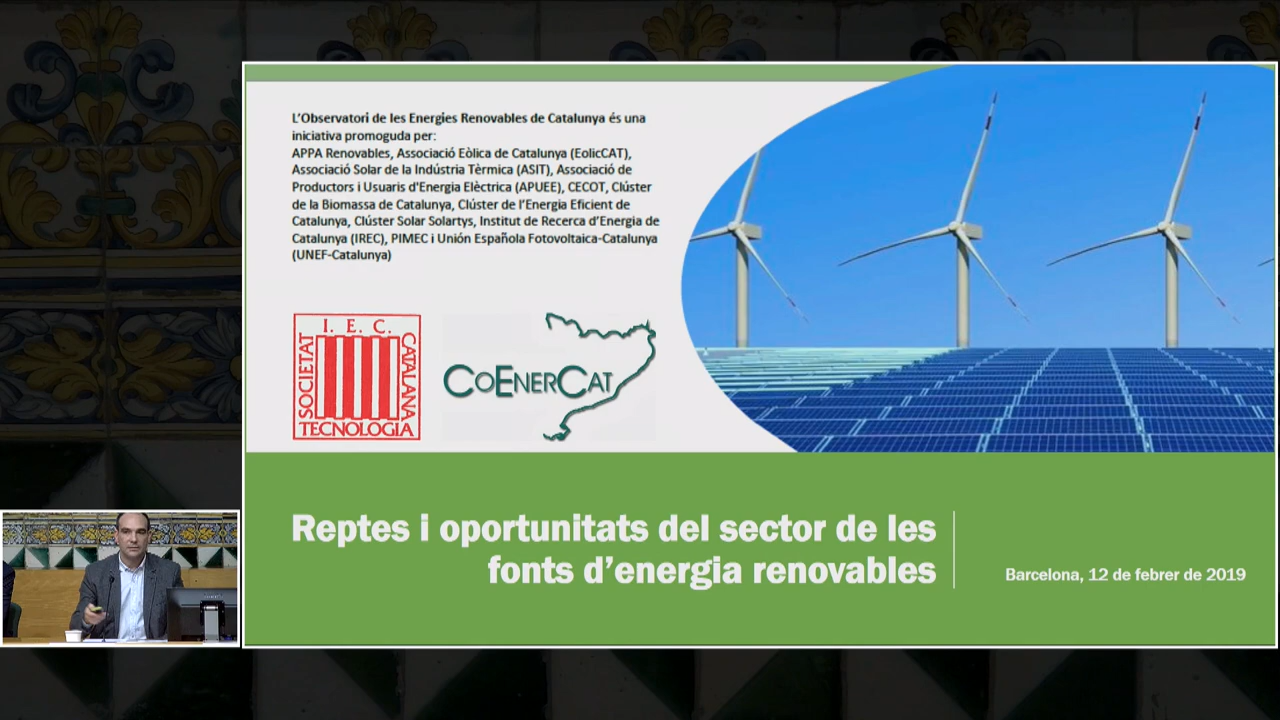 L'Observatori de les Energies Renovables de Catalunya és una
iniciativa promoguda per:
APPA Renovables, Associació Eòlica de Catalunya (EolicCAT),
Associació Solar de la Indústria Tèrmica (ASIT), Associació de
Productors i Usuaris d'Energia Elèctrica (APUEE), CECOT, Clúster
de la Biomassa de Catalunya, Clúster de l'Energia Eficient de
Catalunya, Clúster Solar Solartys, Institut de Recerca d'Energia de
Catalunya (IREC), PIMEC i Unión Española Fotovoltaica-Catalunya
(UNEF-Catalunya)
I. E. C.
SOCIETAT
CATALANA
TECNOLOGIA
COENERCAT
Reptes i oportunitats del sector de les
fonts d'energia renovables
Barcelona, 12 de febrer de 2019